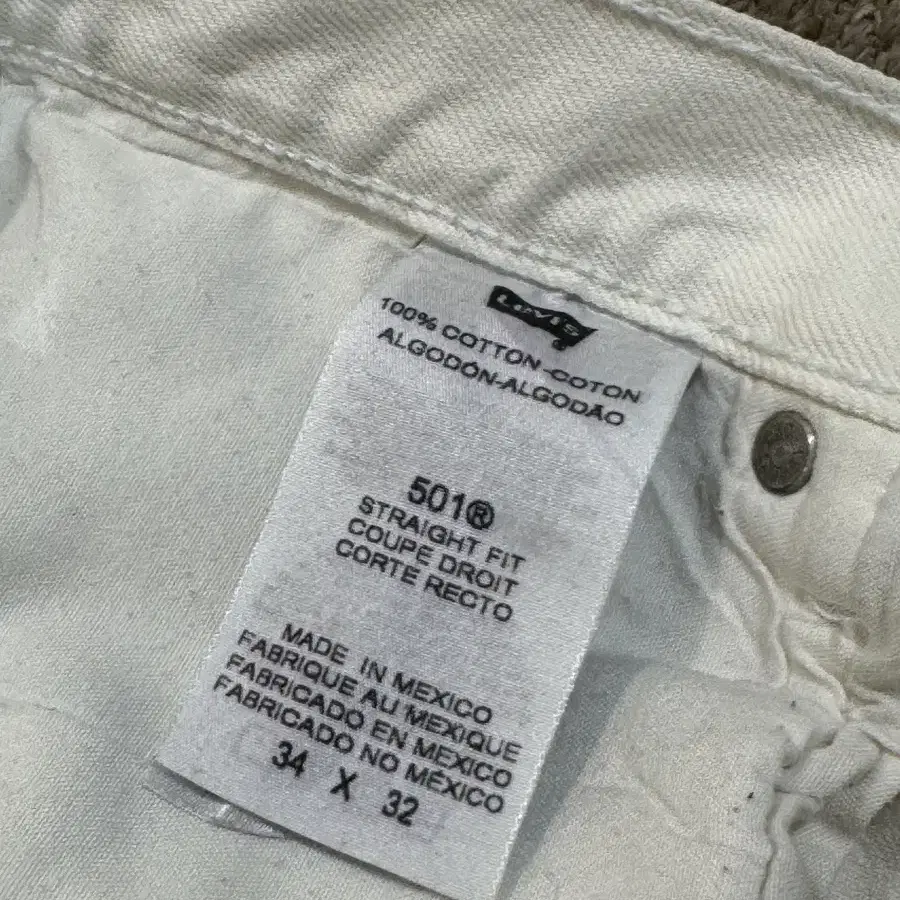 Levi's
100% COTTON-COTON
ALGODÓN-ALGODÃO
501®
STRAIGHT FIT
COUPE DROIT
CORTE RECTO
MADE IN MEXICO
FABRIQUE AU MEXIQUE
FABRICADO EN MEXICO
FABRICADO NO MÉXICO
34 X 32